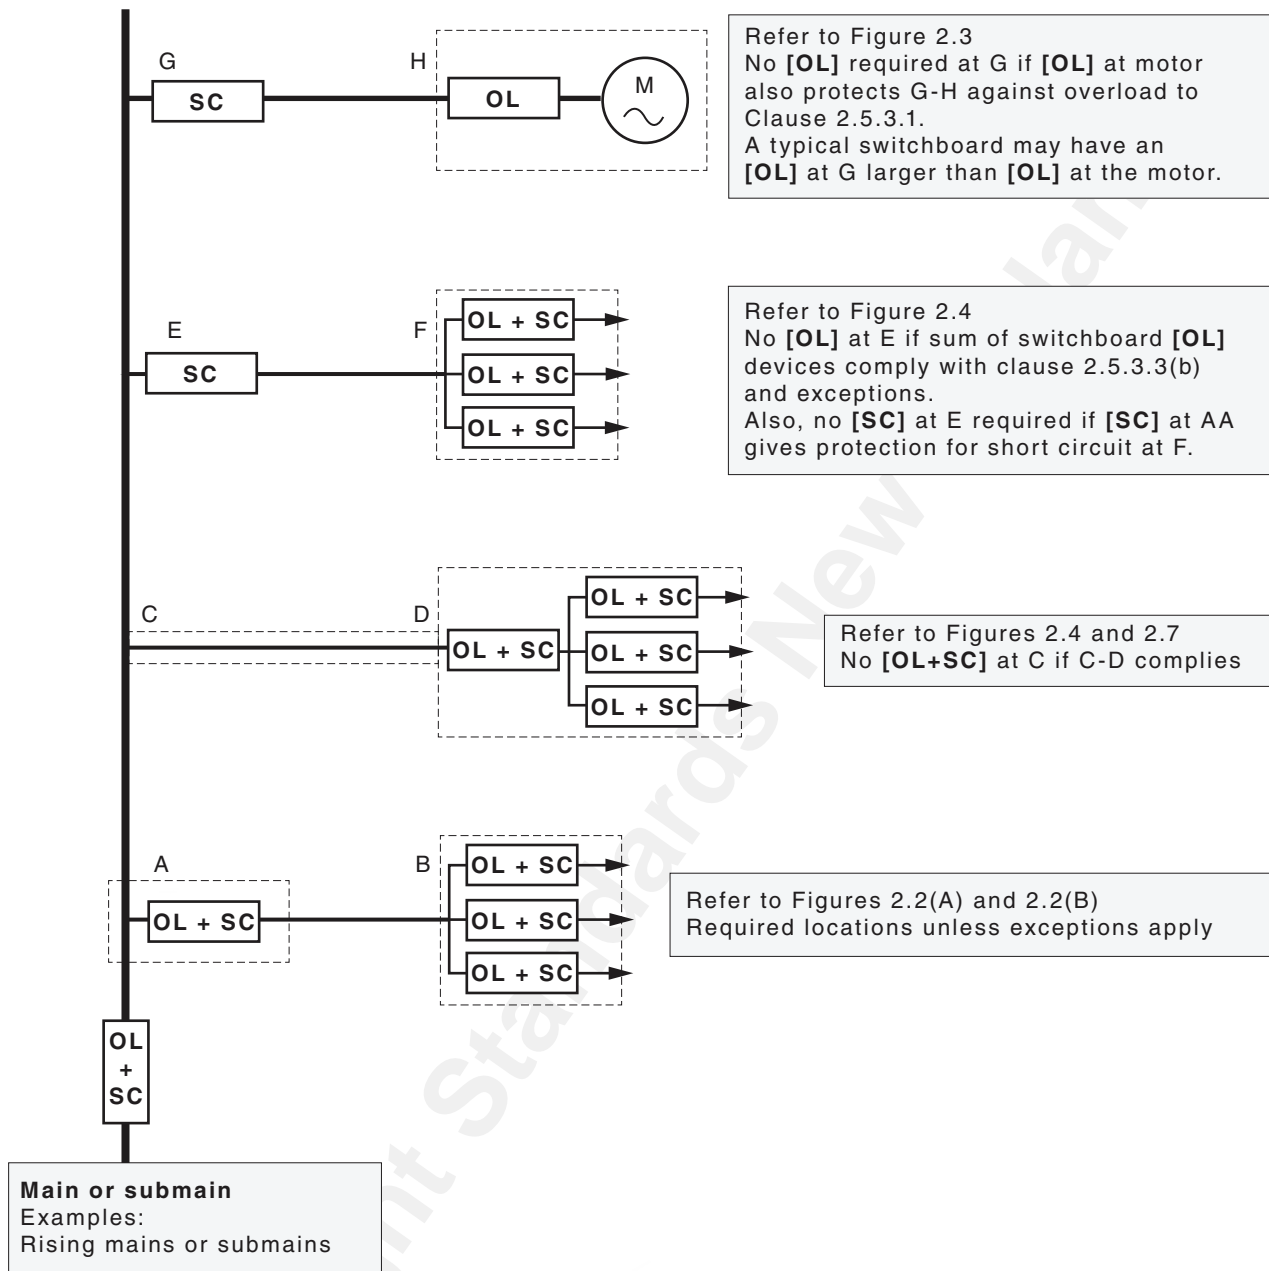 G
H
SC
OL
M
Refer to Figure 2.3
No [OL] required at G if [OL] at motor
also protects G-H against overload to
Clause 2.5.3.1.
A typical switchboard may have an
[OL] at G larger than [OL] at the motor.
E
F
SC
OL + SC
OL + SC
OL + SC
Refer to Figure 2.4
No [OL] at E if sum of switchboard [OL]
devices comply with clause 2.5.3.3(b)
and exceptions.
Also, no [SC] at E required if [SC] at AA
gives protection for short circuit at F.
C
D
OL + SC
OL + SC
OL + SC
OL + SC
Refer to Figures 2.4 and 2.7
No [OL+SC] at C if C-D complies
A
B
OL + SC
OL + SC
OL + SC
OL + SC
Refer to Figures 2.2(A) and 2.2(B)
Required locations unless exceptions apply
OL
+
SC
Main or submain
Examples:
Rising mains or submains
Standards New